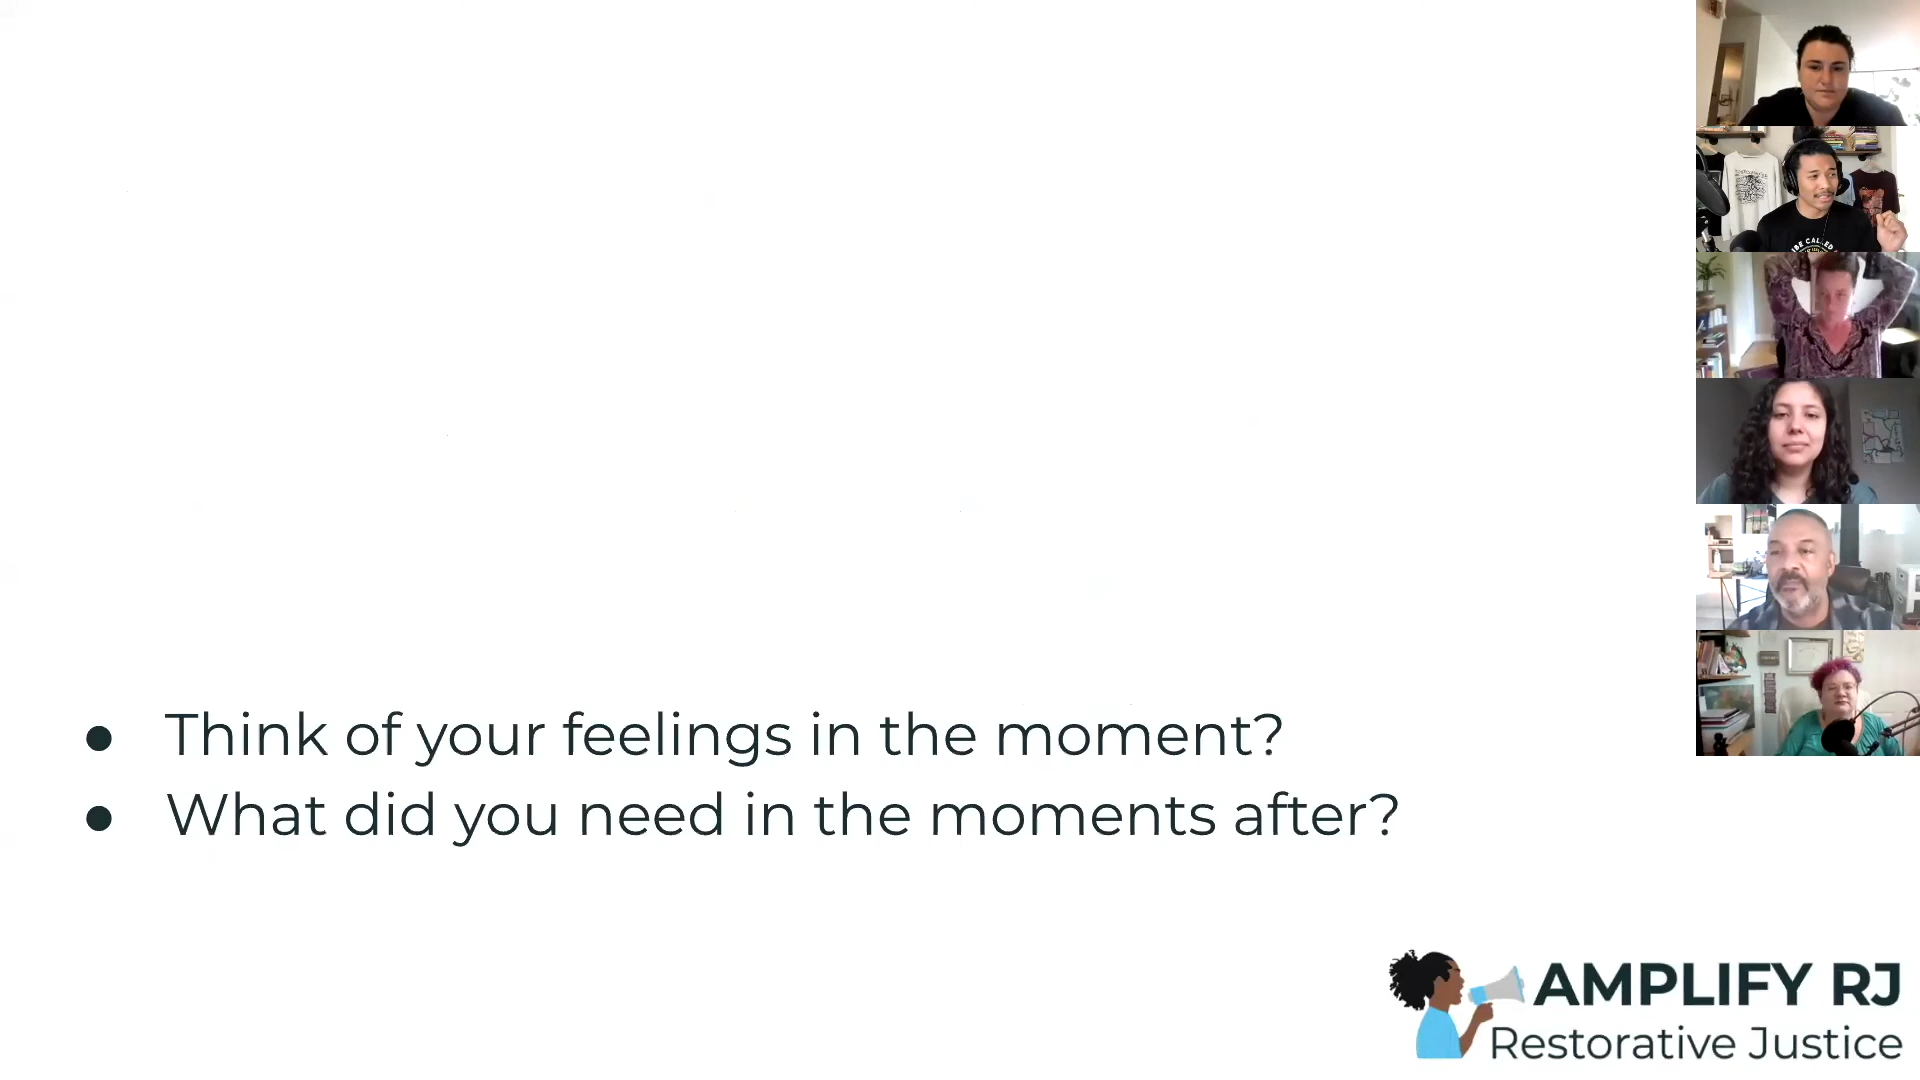 ● Think of your feelings in the moment?
● What did you need in the moments after?
AMPLIFY RJ
Restorative Justice